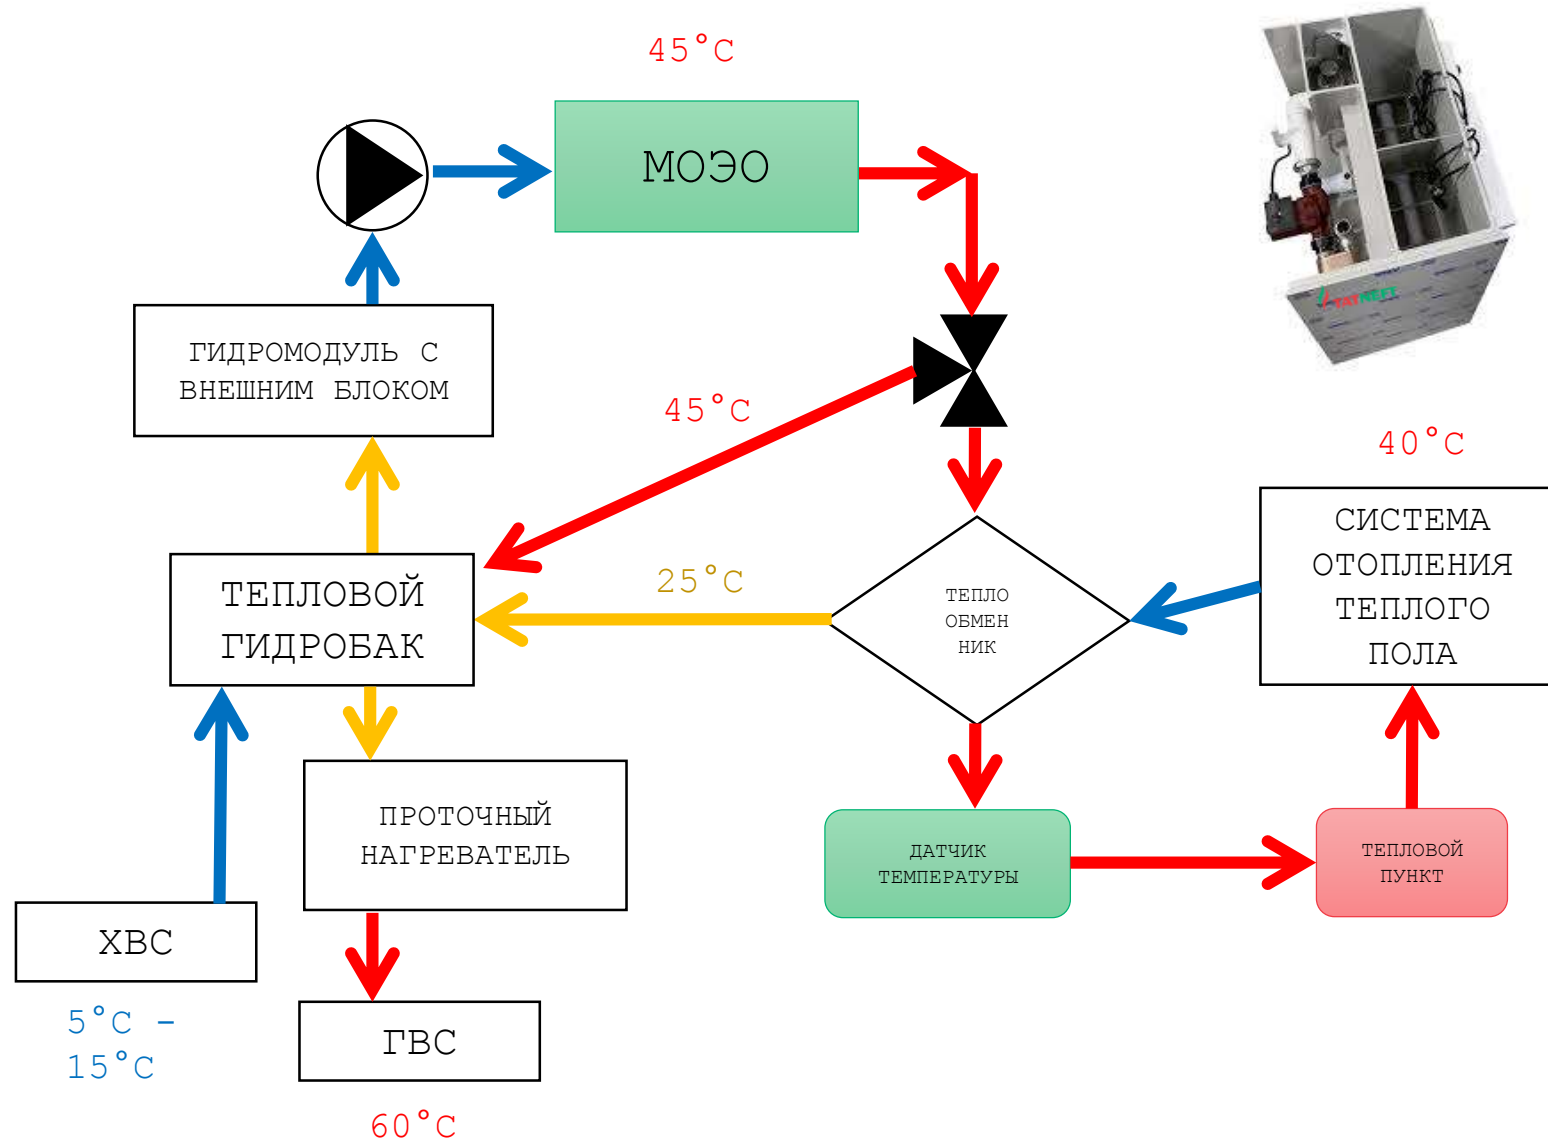 45°C
МОЭО
TATNEFT
ГИДРОМОДУЛЬ С
ВНЕШНИМ БЛОКОМ
45°C
40°C
СИСТЕМА
ОТОПЛЕНИЯ
ТЕПЛОГО
ПОЛА
ТЕПЛОВОЙ
ГИДРОБАК
25°C
ТЕПЛО
ОБМЕН
НИК
ПРОТОЧНЫЙ
НАГРЕВАТЕЛЬ
ДАТЧИК
ТЕМПЕРАТУРЫ
ТЕПЛОВОЙ
ПУНКТ
ХВС
5°C –
15°C
ГВС
60°C